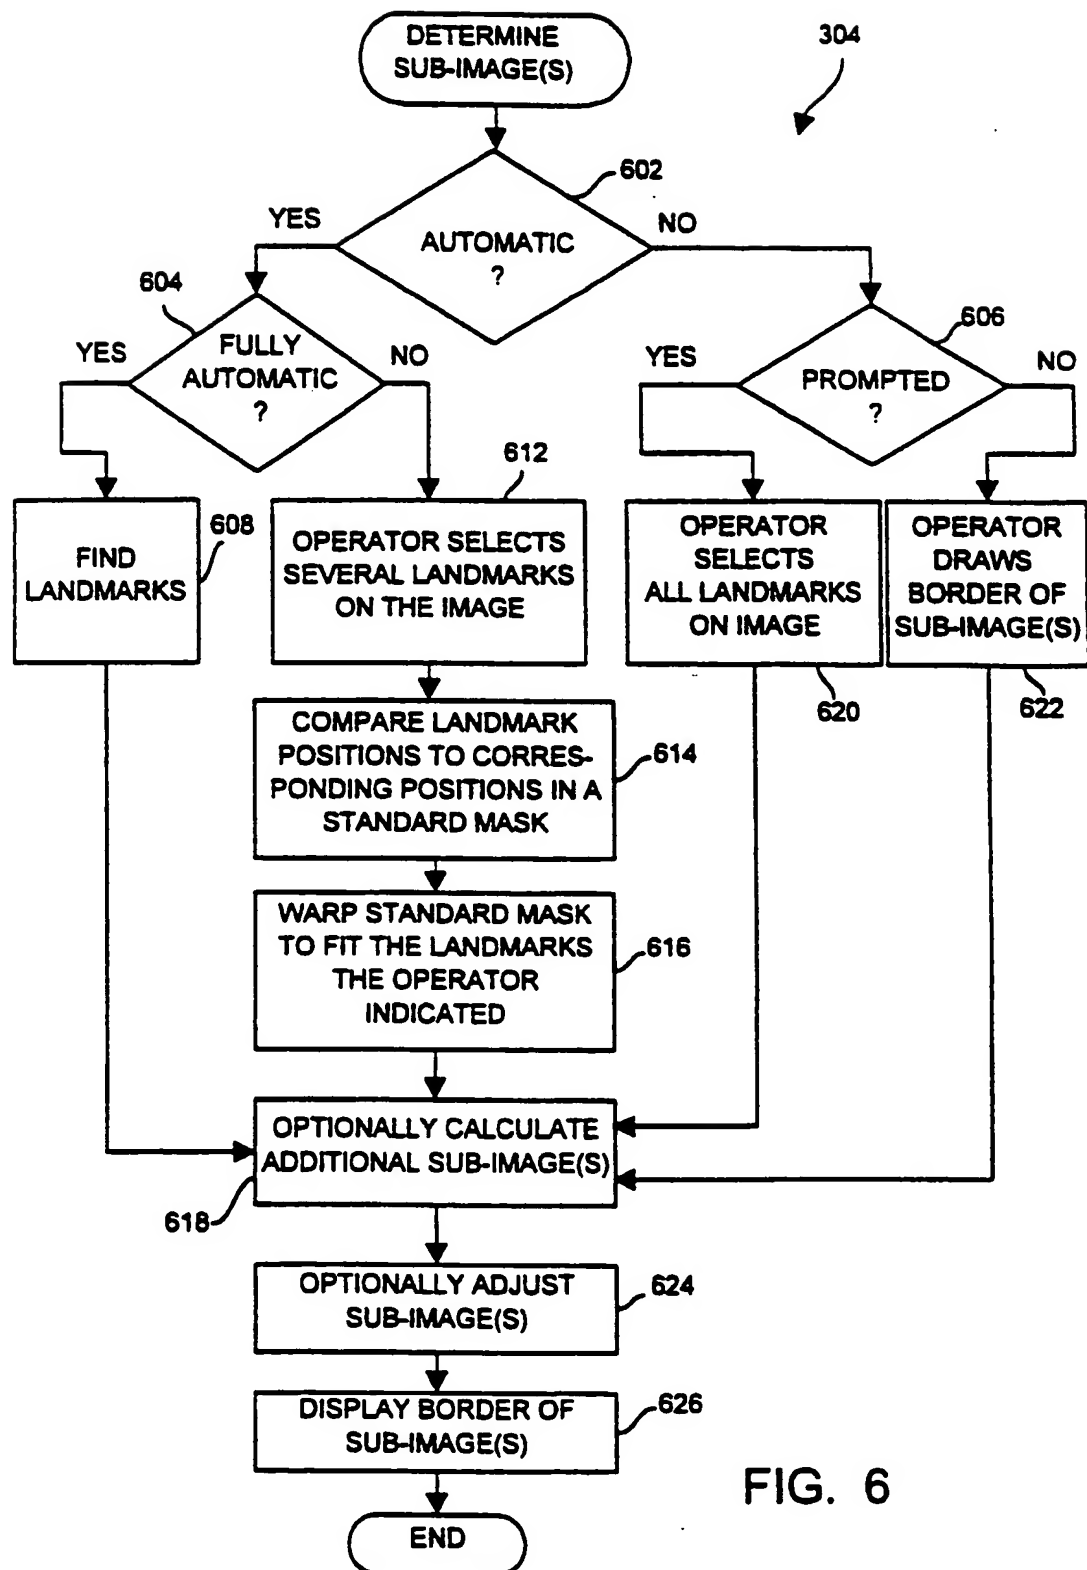 DETERMINE
SUB-IMAGE(S)
304
602
YES
NO
AUTOMATIC
?
604
606
YES
FULLY
AUTOMATIC
?
NO
YES
PROMPTED
?
NO
612
FIND
LANDMARKS
608
OPERATOR SELECTS
SEVERAL LANDMARKS
ON THE IMAGE
OPERATOR
SELECTS
ALL LANDMARKS
ON IMAGE
OPERATOR
DRAWS
BORDER OF
SUB-IMAGE(S)
620
622
COMPARE LANDMARK
POSITIONS TO CORRES-
PONDING POSITIONS IN A
STANDARD MASK
614
WARP STANDARD MASK
TO FIT THE LANDMARKS
THE OPERATOR
INDICATED
616
OPTIONALLY CALCULATE
ADDITIONAL SUB-IMAGE(S)
618
OPTIONALLY ADJUST
SUB-IMAGE(S)
624
DISPLAY BORDER OF
SUB-IMAGE(S)
626
END
FIG. 6